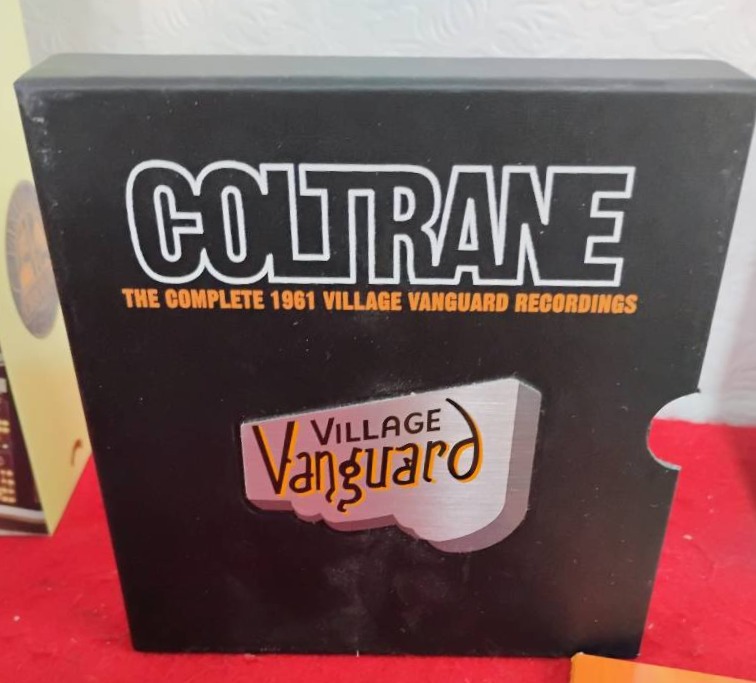 COLTRANE
THE COMPLETE 1961 VILLAGE VANGUARD RECORDINGS
VILLAGE
Vanguard